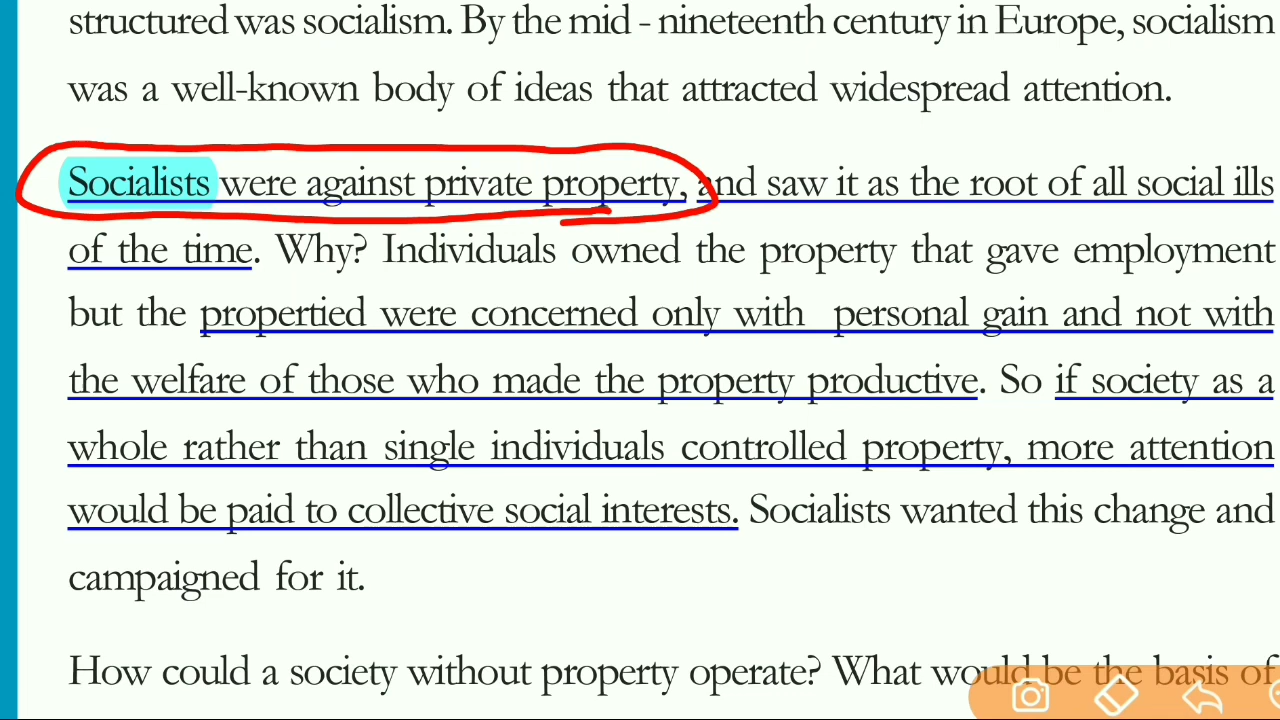 structured was socialism. By the mid - nineteenth century in Europe, socialism
was a well-known body of ideas that attracted widespread attention.
Socialists were against private property, and saw it as the root of all social ills
of the time. Why? Individuals owned the property that gave employment
but the propertied were concerned only with personal gain and not with
the welfare of those who made the property productive. So if society as a
whole rather than single individuals controlled property, more attention
would be paid to collective social interests. Socialists wanted this change and
campaigned for it.
How could a society without property operate? What would be the basis of